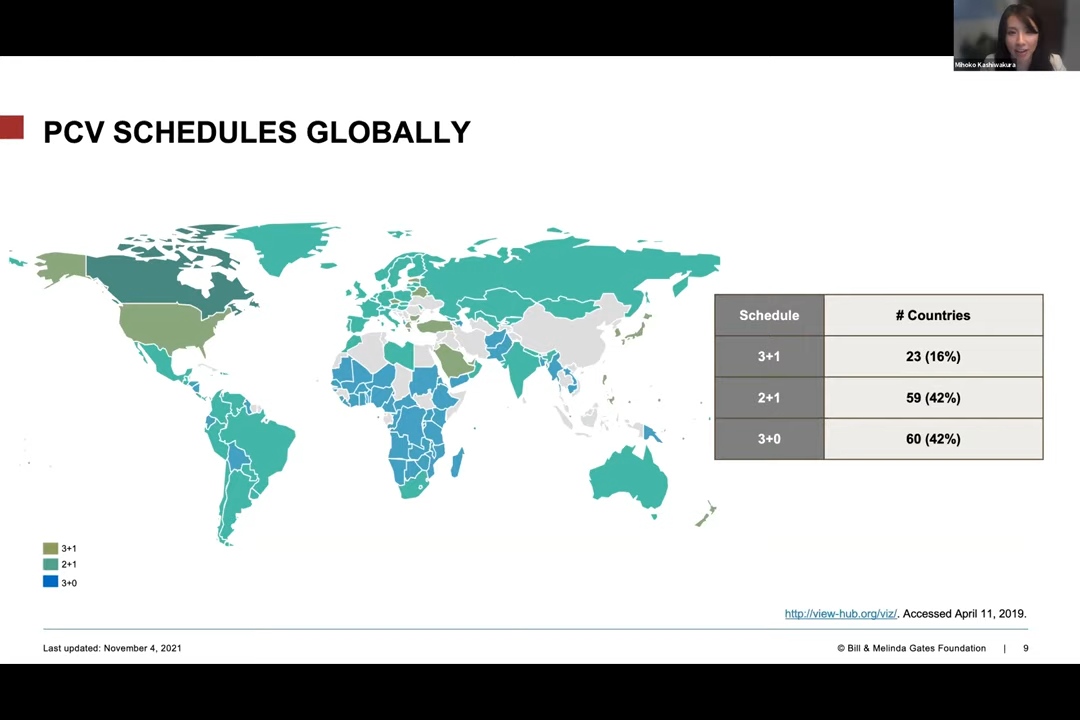 Mihoko Kashiwakura
PCV SCHEDULES GLOBALLY
Schedule # Countries
3+1 23 (16%)
2+1 59 (42%)
3+0 60 (42%)
3+1
2+1
3+0
http://view-hub.org/viz/. Accessed April 11, 2019.
Last updated: November 4, 2021
© Bill & Melinda Gates Foundation | 9